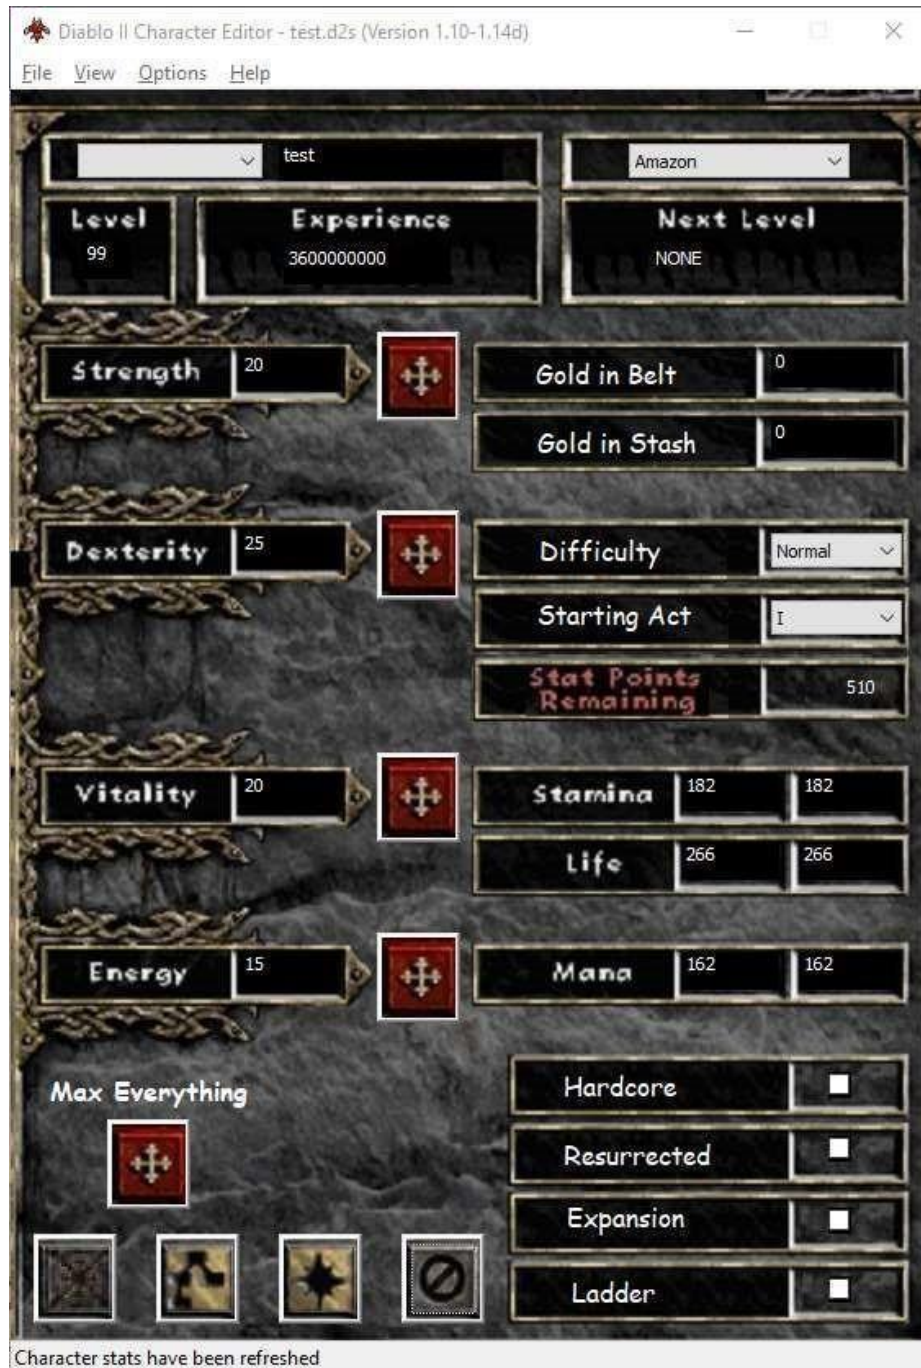 Diablo II Character Editor - test.d2s (Version 1.10-1.14d)
File View Options Help
test
Amazon
Level
99
Experience
3600000000
Next Level
NONE
Strength 20
Gold in Belt 0
Gold in Stash 0
Dexterity 25
Difficulty Normal
Starting Act I
Stat Points
Remaining
510
Vitality 20
Stamina 182 182
Life 266 266
Energy 15
Mana 162 162
Max Everything
Hardcore
Resurrected
Expansion
Ladder
Character stats have been refreshed